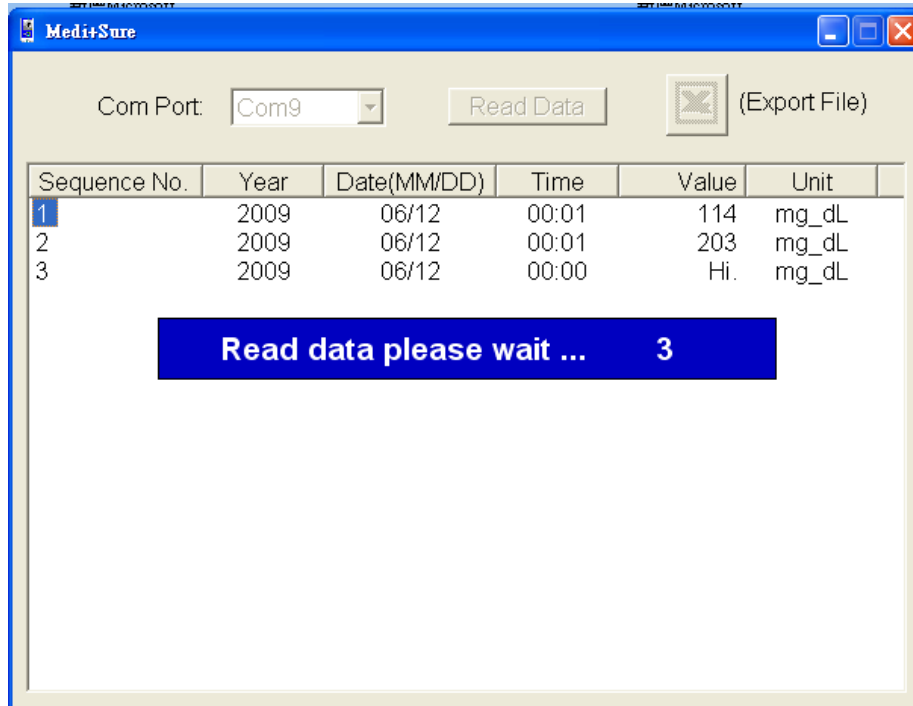 Medi+Sure
Com Port: Com9 Read Data (Export File)
Sequence No. Year Date(MM/DD) Time Value Unit
1 2009 06/12 00:01 114 mg_dL
2 2009 06/12 00:01 203 mg_dL
3 2009 06/12 00:00 Hi. mg_dL
Read data please wait ... 3